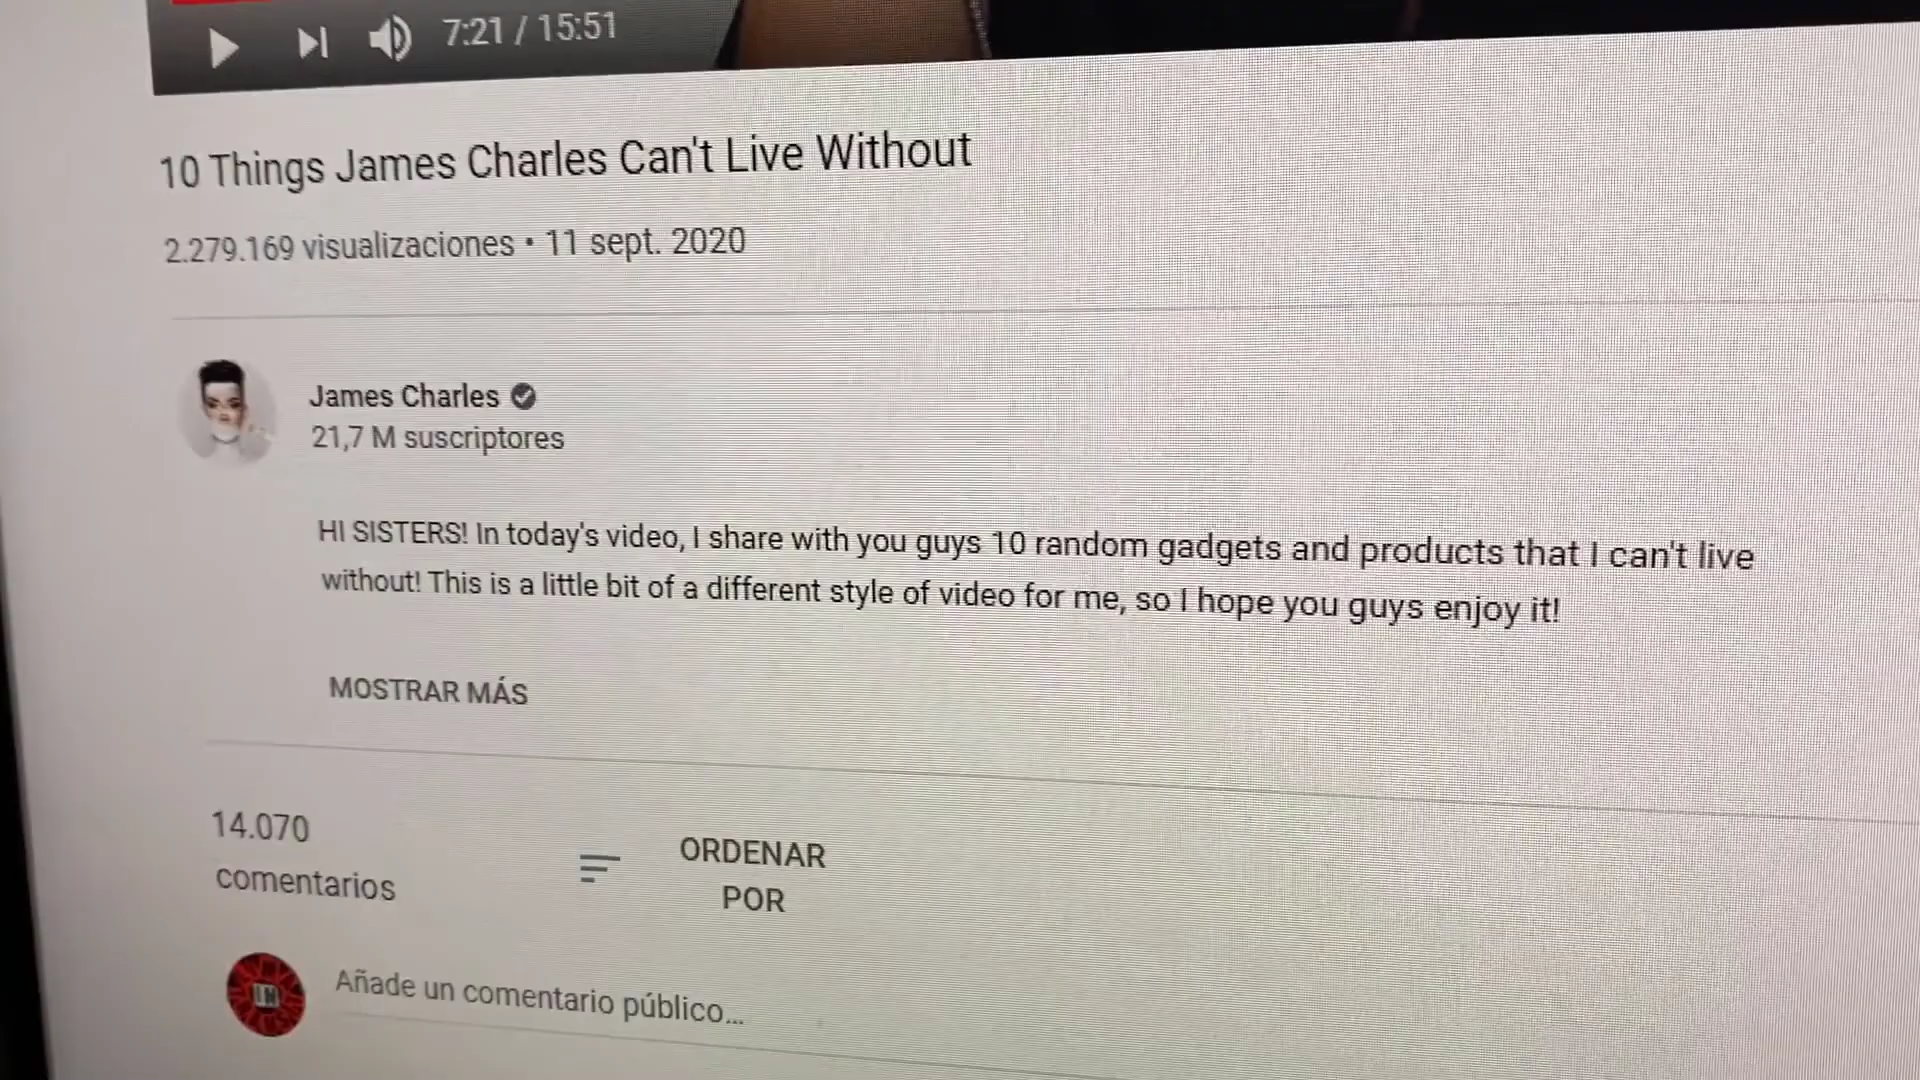 7:21 / 15:51
10 Things James Charles Can't Live Without
2.279.169 visualizaciones • 11 sept. 2020
James Charles
21,7 M suscriptores
HI SISTERS! In today's video, I share with you guys 10 random gadgets and products that I can't live
without! This is a little bit of a different style of video for me, so I hope you guys enjoy it!
MOSTRAR MÁS
14.070
comentarios
ORDENAR
POR
IN
Añade un comentario público...